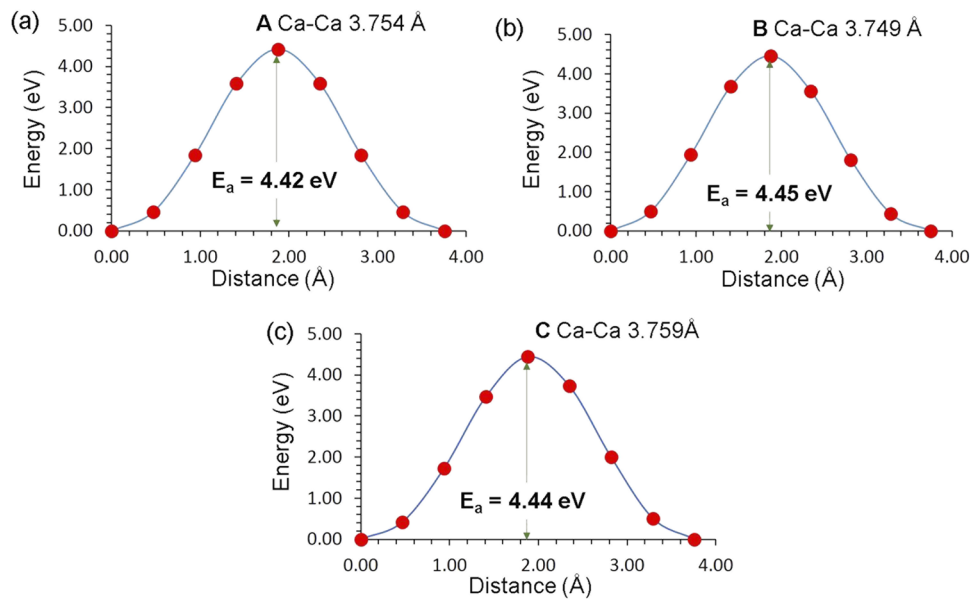 (a)
A Ca-Ca 3.754 Å
5.00
4.00
3.00
2.00
1.00
0.00
Energy (eV)
Ea = 4.42 eV
0.00 1.00 2.00 3.00 4.00
Distance (Å)
(b)
B Ca-Ca 3.749 Å
5.00
4.00
3.00
2.00
1.00
0.00
Energy (eV)
Ea = 4.45 eV
0.00 1.00 2.00 3.00 4.00
Distance (Å)
(c)
C Ca-Ca 3.759Å
5.00
4.00
3.00
2.00
1.00
0.00
Energy (eV)
Ea = 4.44 eV
0.00 1.00 2.00 3.00 4.00
Distance (Å)